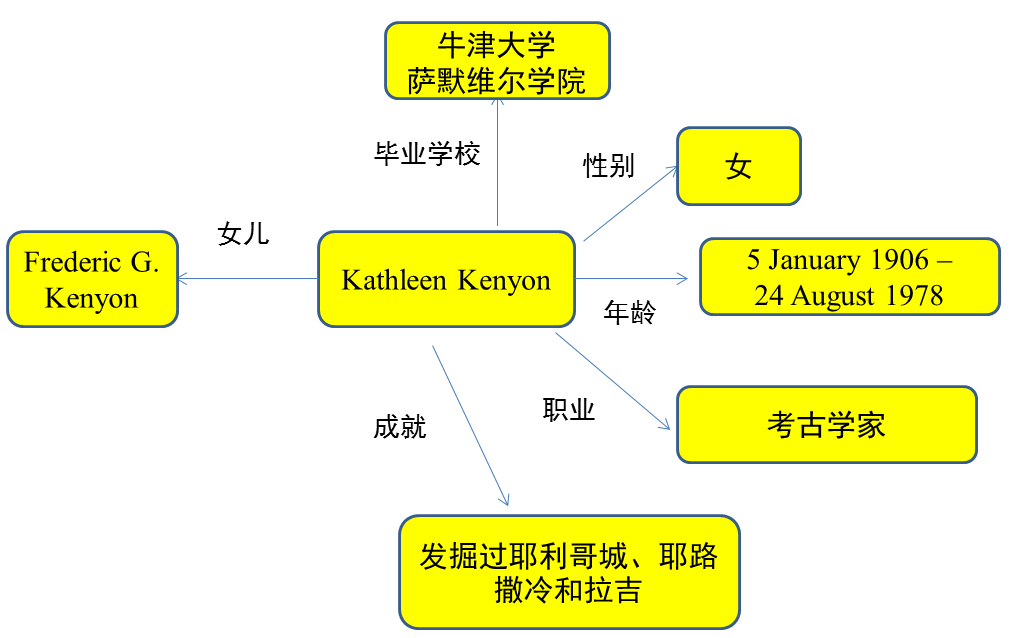 牛津大学
萨默维尔学院
毕业学校
性别
女
女儿
Frederic G.
Kenyon
Kathleen Kenyon
5 January 1906 –
24 August 1978
年龄
职业
考古学家
成就
发掘过耶利哥城、耶路
撒冷和拉吉